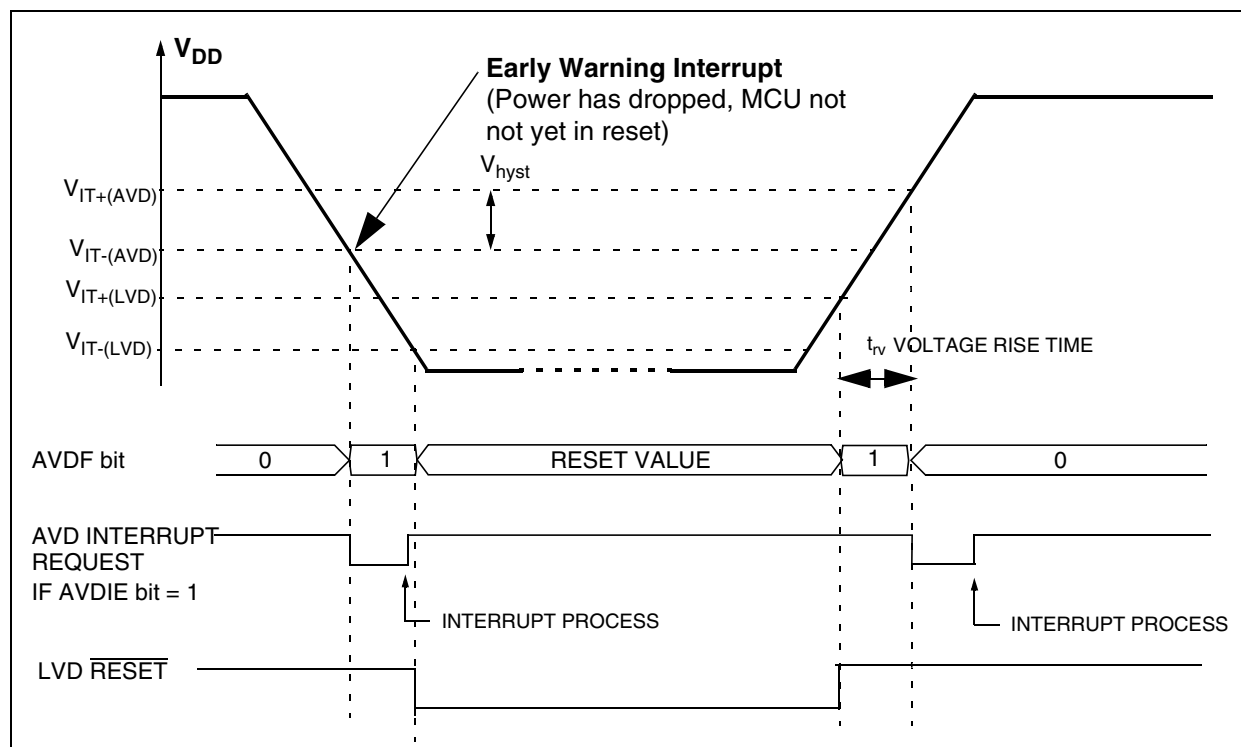 VDD
Early Warning Interrupt
(Power has dropped, MCU not
not yet in reset)
Vhyst
VIT+(AVD)
VIT-(AVD)
VIT+(LVD)
VIT-(LVD)
trv VOLTAGE RISE TIME
AVDF bit
0
1
RESET VALUE
1
0
AVD INTERRUPT
REQUEST
IF AVDIE bit = 1
INTERRUPT PROCESS
INTERRUPT PROCESS
LVD RESET